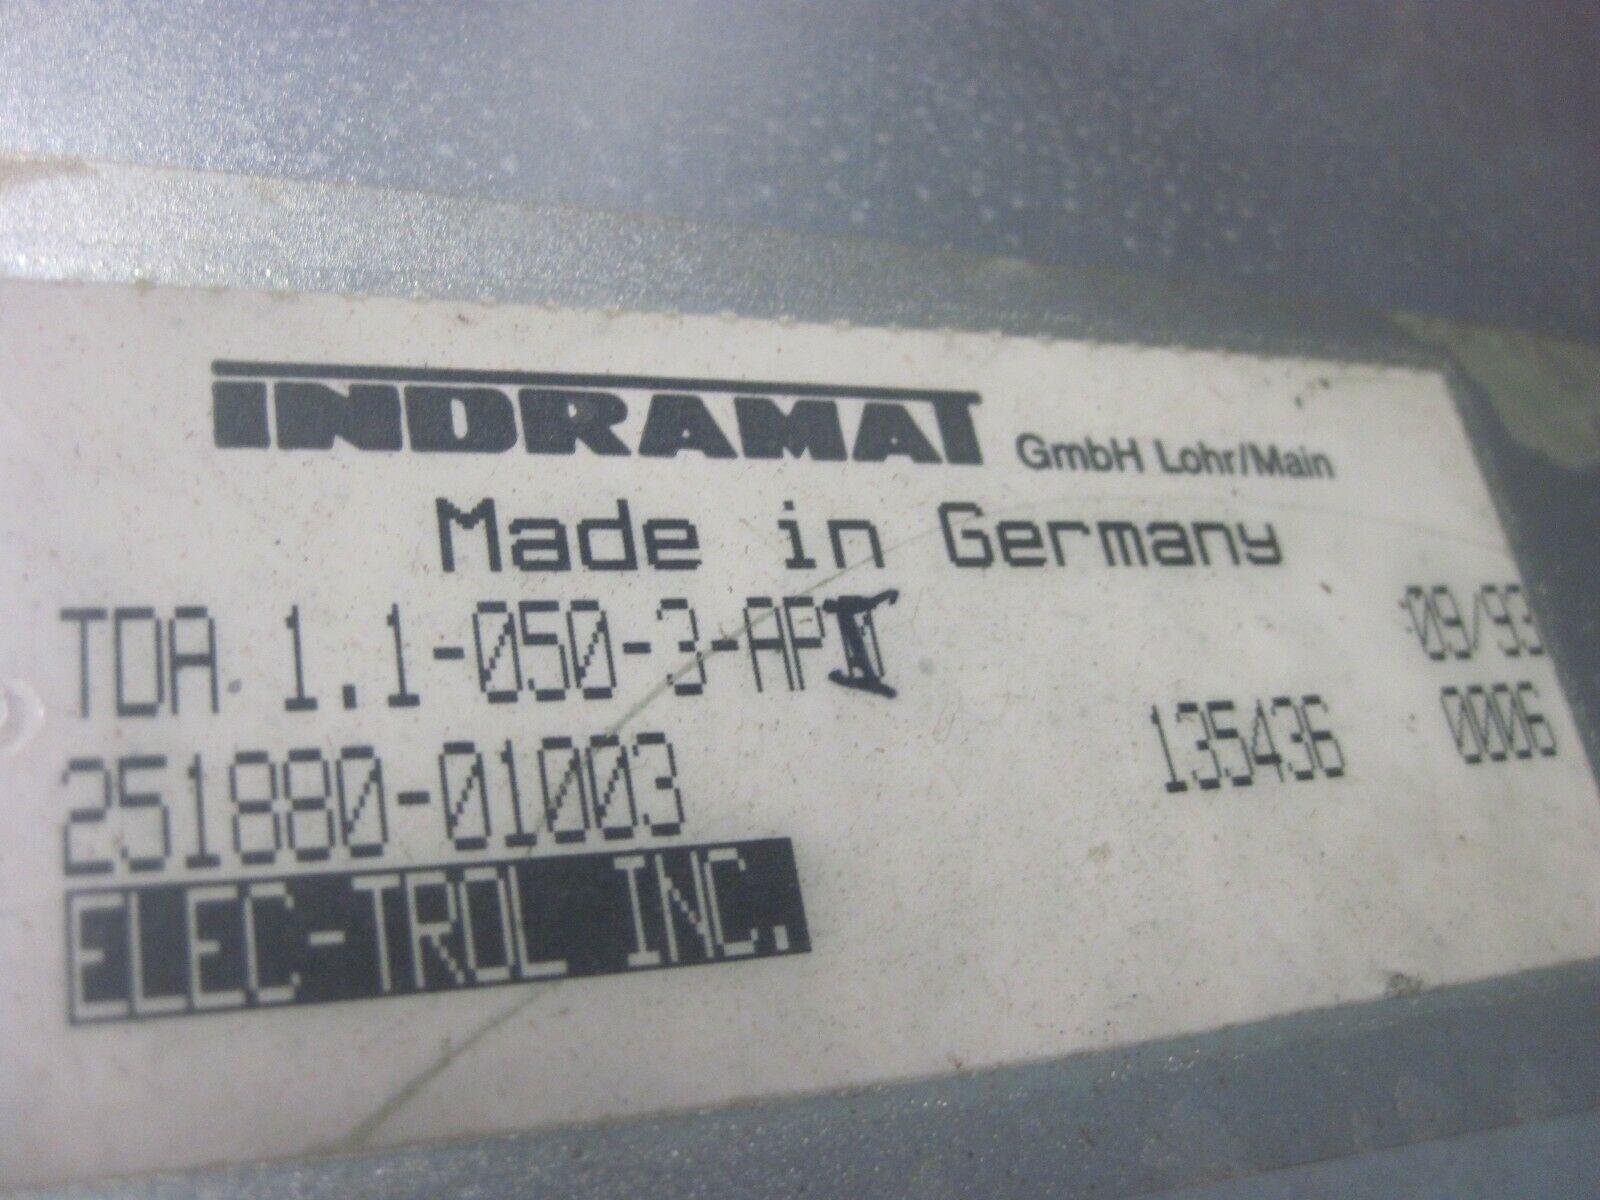 INDRAMAT GmbH Lohr/Main
Made in Germany
TDA 1.1-050-3-API 09/93
251880-01003 135436 0006
ELEC-TROL INC.